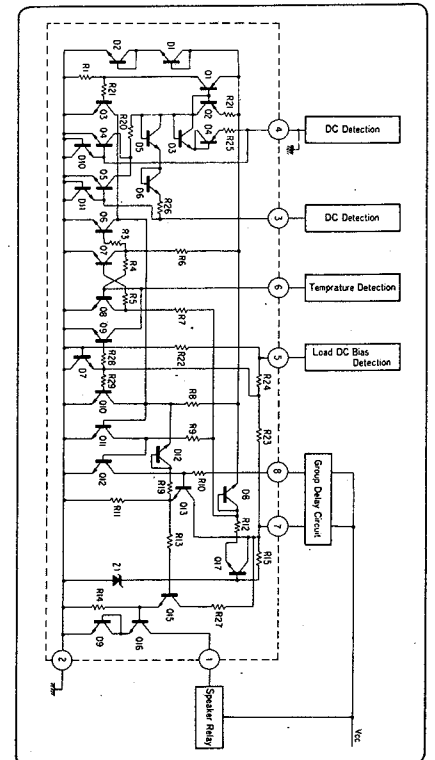 DC Detection
DC Detection
Temprature Detection
Load DC Bias
Detection
Group Delay Circuit
Speaker Relay
Vcc
4
3
6
5
8
7
1
2
D2
D1
R1
Q1
R2
Q2
R21
Q3
R20
D3
D4
R25
Q4
D5
D10
Q5
D6
R26
D11
Q6
R3
Q7
R4
R6
R5
Q8
R7
Q9
R28
R22
R24
D7
R29
Q10
R8
R23
Q11
R9
D12
Q12
R19
R10
D8
Q13
R12
R11
R13
Q17
R15
Z1
R14
Q15
R27
D9
Q16